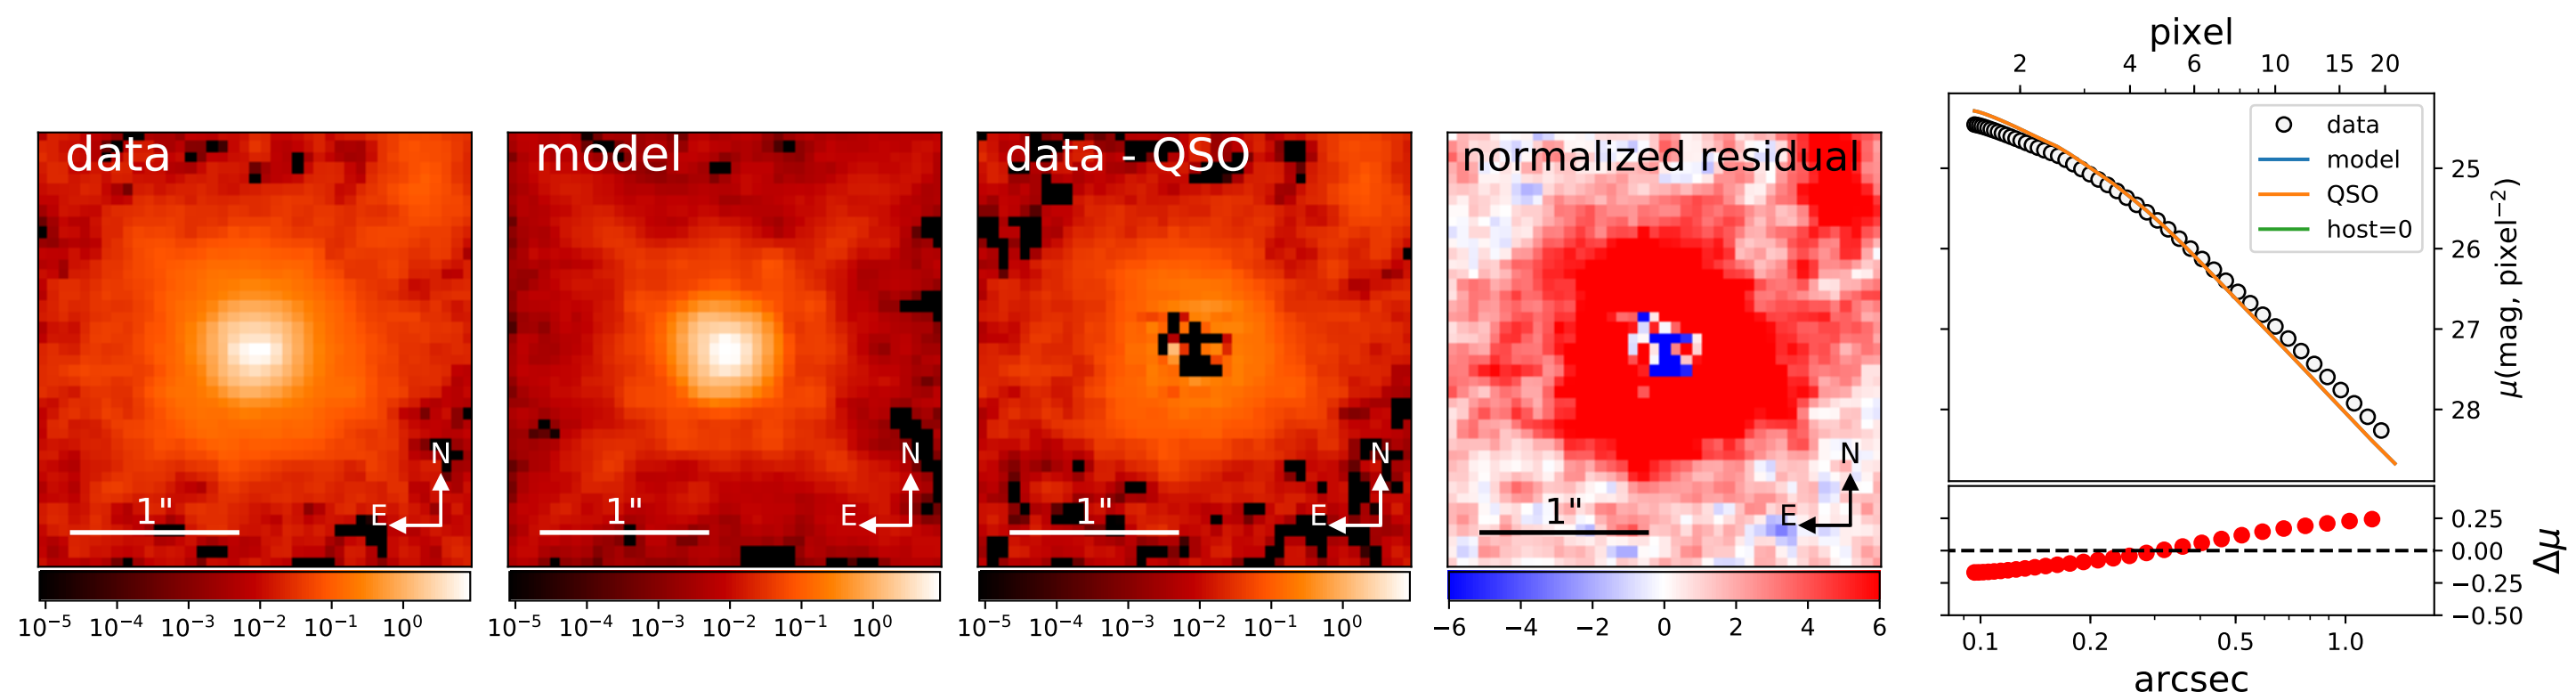 data
1"
N
E
10⁻⁵ 10⁻⁴ 10⁻³ 10⁻² 10⁻¹ 10⁰
model
1"
N
E
10⁻⁵ 10⁻⁴ 10⁻³ 10⁻² 10⁻¹ 10⁰
data - QSO
1"
N
E
10⁻⁵ 10⁻⁴ 10⁻³ 10⁻² 10⁻¹ 10⁰
normalized residual
1"
N
E
−6 −4 −2 0 2 4 6
pixel
2 4 6 10 15 20
data
model
QSO
host=0
25
26
27
28
μ(mag, pixel⁻²)
0.25
0.00
−0.25
−0.50
Δμ
0.1 0.2 0.5 1.0
arcsec